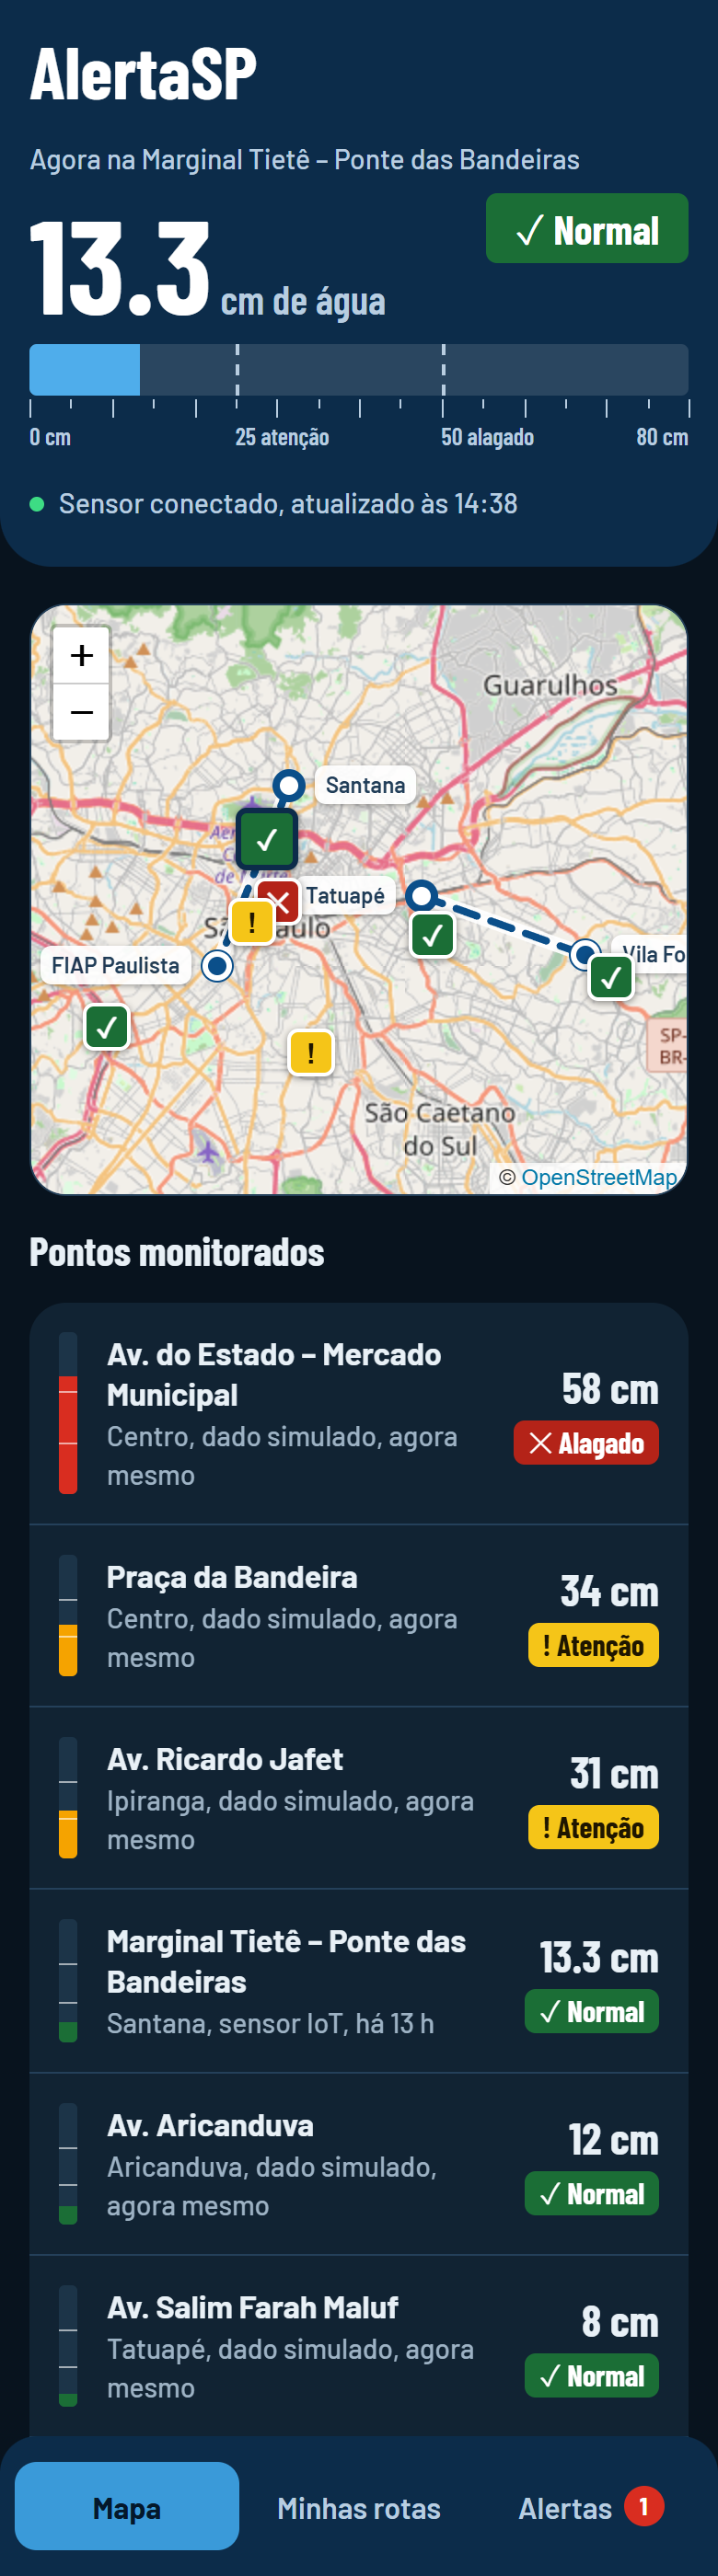 AlertaSP
Agora na Marginal Tietê – Ponte das Bandeiras
13.3 cm de água
✓ Normal
0 cm
25 atenção
50 alagado
80 cm
Sensor conectado, atualizado às 14:38
+
−
Guarulhos
Santana
✓
Tatuapé
!
FIAP Paulista
✓
Vila Fo
✓
✓
!
SP-
BR-
São Caetano
do Sul
© OpenStreetMap
Pontos monitorados
Av. do Estado – Mercado
Municipal
Centro, dado simulado, agora
mesmo
58 cm
✕ Alagado
Praça da Bandeira
Centro, dado simulado, agora
mesmo
34 cm
! Atenção
Av. Ricardo Jafet
Ipiranga, dado simulado, agora
mesmo
31 cm
! Atenção
Marginal Tietê – Ponte das
Bandeiras
Santana, sensor IoT, há 13 h
13.3 cm
✓ Normal
Av. Aricanduva
Aricanduva, dado simulado,
agora mesmo
12 cm
✓ Normal
Av. Salim Farah Maluf
Tatuapé, dado simulado, agora
mesmo
8 cm
✓ Normal
Mapa
Minhas rotas
Alertas 1